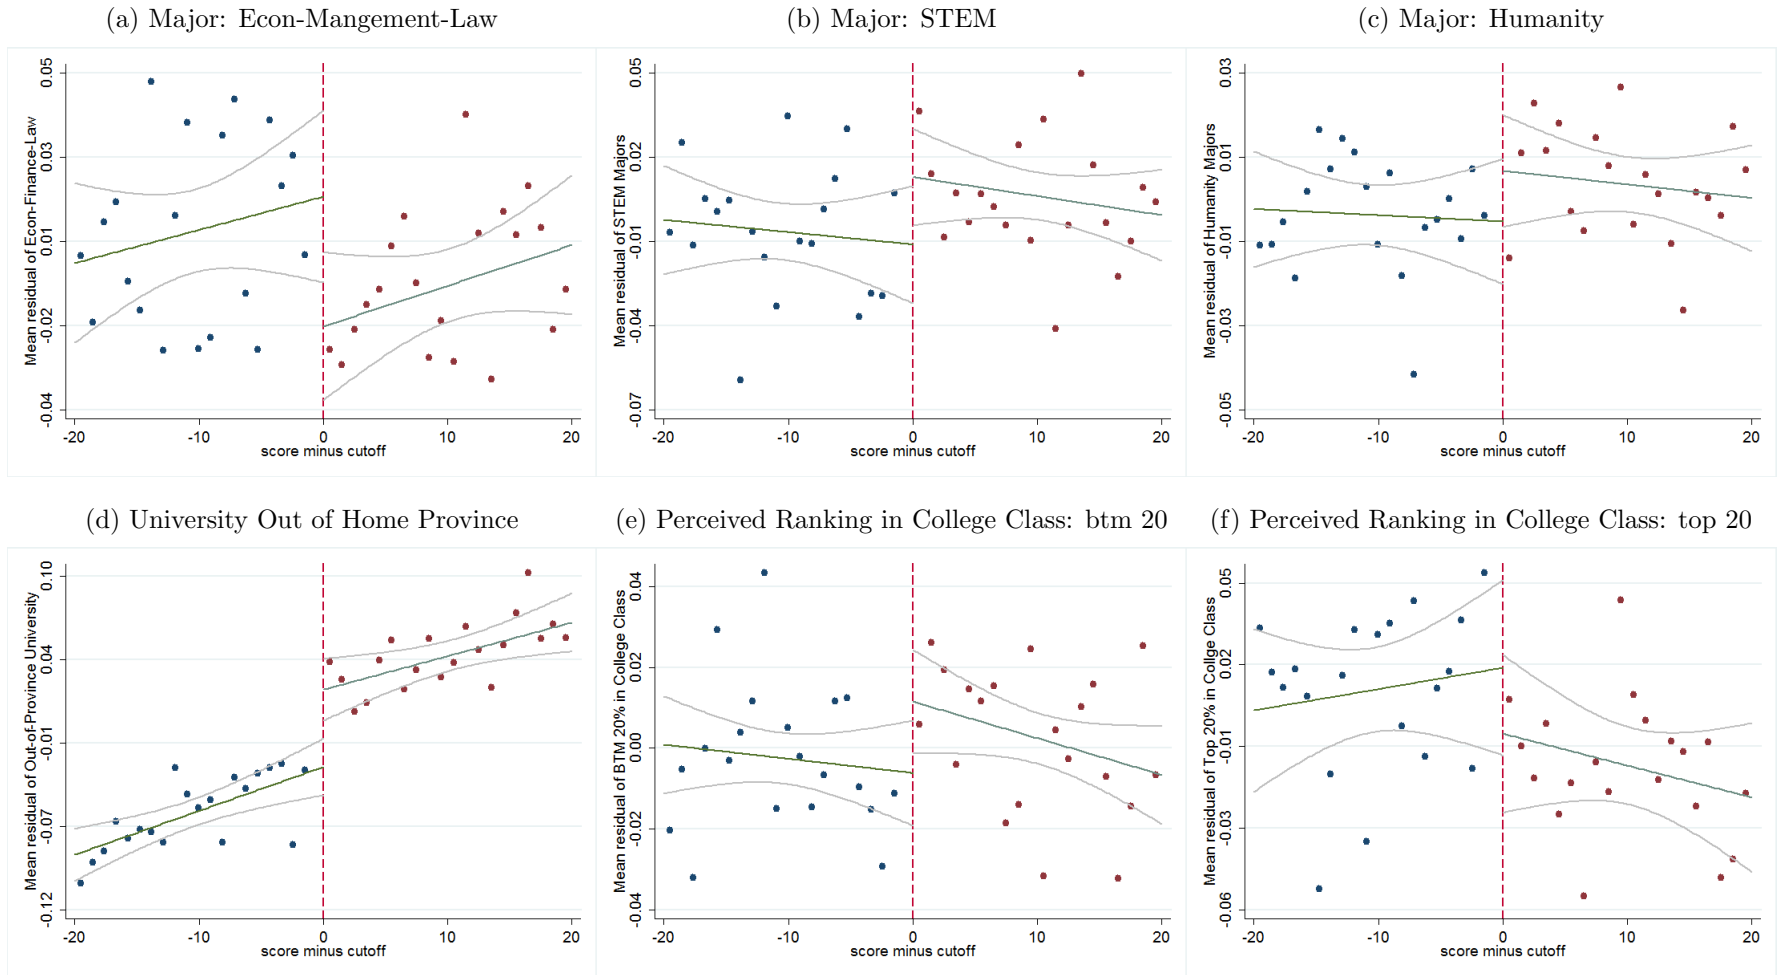 (a) Major: Econ-Mangement-Law
Mean residual of Econ-Finance-Law
0.05
0.03
0.01
-0.02
-0.04
-20 -10 0 10 20
score minus cutoff
(b) Major: STEM
Mean residual of STEM Majors
0.05
0.02
-0.01
-0.04
-0.07
-20 -10 0 10 20
score minus cutoff
(c) Major: Humanity
Mean residual of Humanity Majors
0.03
0.01
-0.01
-0.03
-0.05
-20 -10 0 10 20
score minus cutoff
(d) University Out of Home Province
Mean residual of Out-of-Province University
0.10
0.04
-0.01
-0.07
-0.12
-20 -10 0 10 20
score minus cutoff
(e) Perceived Ranking in College Class: btm 20
Mean residual of BTM 20% in College Class
0.04
0.02
0.00
-0.02
-0.04
-20 -10 0 10 20
score minus cutoff
(f) Perceived Ranking in College Class: top 20
Mean residual of Top 20% in Collge Class
0.05
0.02
-0.01
-0.03
-0.06
-20 -10 0 10 20
score minus cutoff